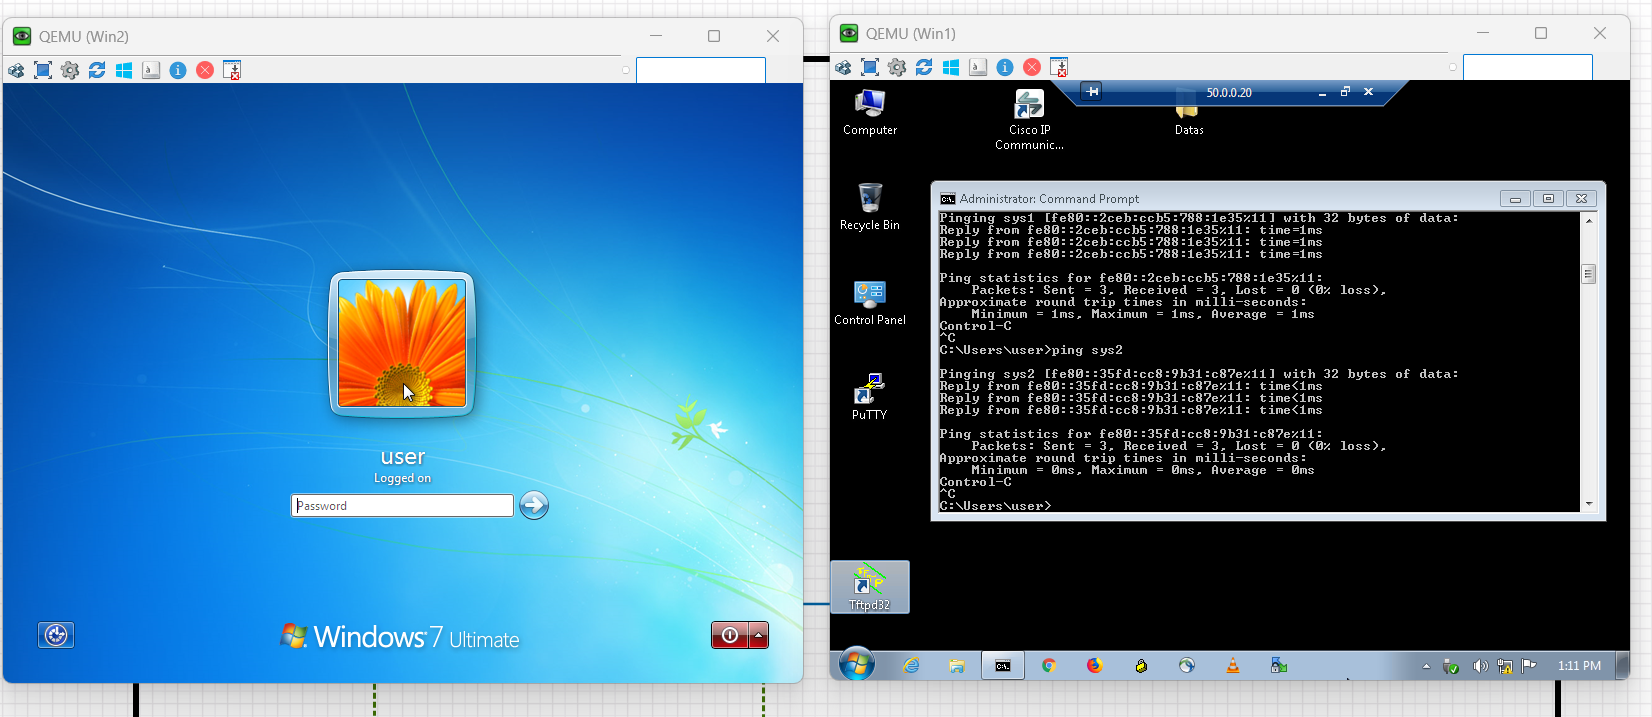 QEMU (Win2)
user
Logged on
Password
Windows 7 Ultimate
QEMU (Win1)
50.0.0.20
Computer
Cisco IP
Communic...
Datas
Recycle Bin
Control Panel
PuTTY
Tftpd32
Administrator: Command Prompt
Pinging sys1 [fe80::2ceb:ccb5:788:1e35%11] with 32 bytes of data:
Reply from fe80::2ceb:ccb5:788:1e35%11: time=1ms
Reply from fe80::2ceb:ccb5:788:1e35%11: time=1ms
Reply from fe80::2ceb:ccb5:788:1e35%11: time=1ms
Ping statistics for fe80::2ceb:ccb5:788:1e35%11:
Packets: Sent = 3, Received = 3, Lost = 0 (0% loss),
Approximate round trip times in milli-seconds:
Minimum = 1ms, Maximum = 1ms, Average = 1ms
Control-C
^C
C:\Users\user>ping sys2
Pinging sys2 [fe80::35fd:cc8:9b31:c87e%11] with 32 bytes of data:
Reply from fe80::35fd:cc8:9b31:c87e%11: time<1ms
Reply from fe80::35fd:cc8:9b31:c87e%11: time<1ms
Reply from fe80::35fd:cc8:9b31:c87e%11: time<1ms
Ping statistics for fe80::35fd:cc8:9b31:c87e%11:
Packets: Sent = 3, Received = 3, Lost = 0 (0% loss),
Approximate round trip times in milli-seconds:
Minimum = 0ms, Maximum = 0ms, Average = 0ms
Control-C
^C
C:\Users\user>
1:11 PM